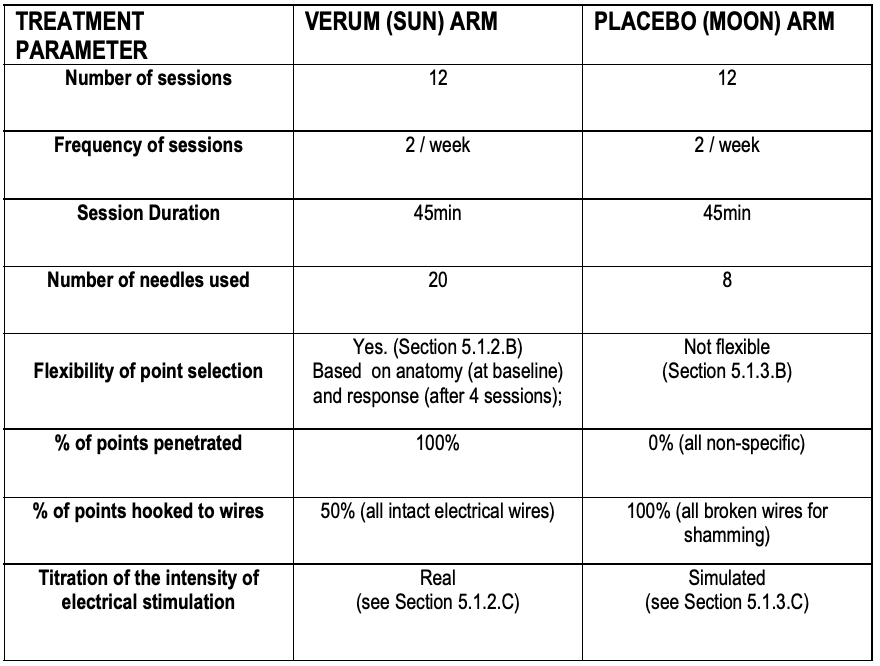 TREATMENT PARAMETER VERUM (SUN) ARM PLACEBO (MOON) ARM
Number of sessions 12 12
Frequency of sessions 2 / week 2 / week
Session Duration 45min 45min
Number of needles used 20 8
Flexibility of point selection Yes. (Section 5.1.2.B) Based on anatomy (at baseline) and response (after 4 sessions); Not flexible (Section 5.1.3.B)
% of points penetrated 100% 0% (all non-specific)
% of points hooked to wires 50% (all intact electrical wires) 100% (all broken wires for shamming)
Titration of the intensity of electrical stimulation Real (see Section 5.1.2.C) Simulated (see Section 5.1.3.C)